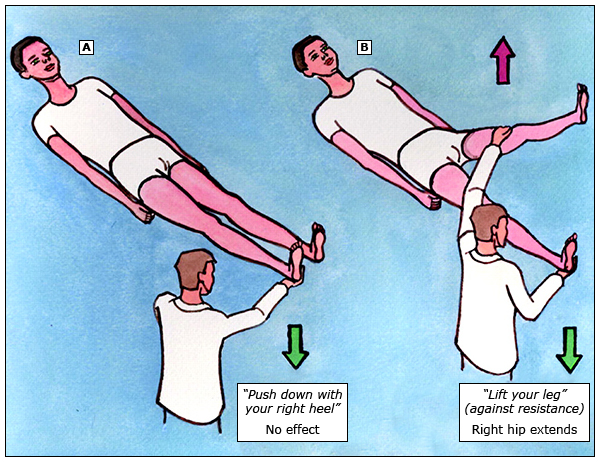 A
B
“Push down with
your right heel”
No effect
“Lift your leg”
(against resistance)
Right hip extends